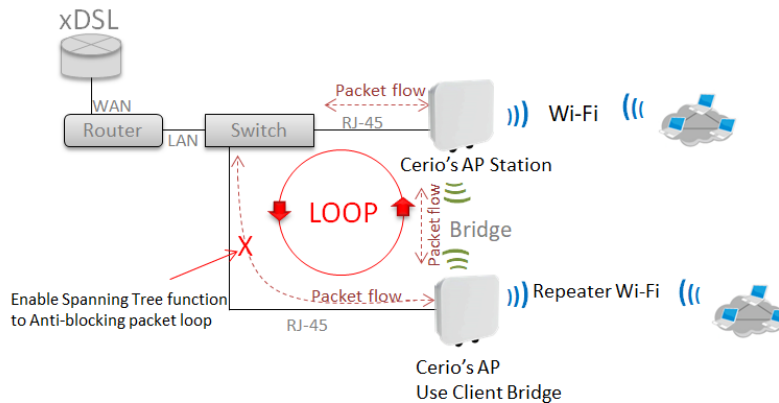 xDSL
WAN
Router
LAN
Switch
Packet flow
RJ-45
Wi-Fi
Cerio's AP Station
LOOP
Packet flow
Bridge
X
Enable Spanning Tree function
to Anti-blocking packet loop
Packet flow
RJ-45
Repeater Wi-Fi
Cerio's AP
Use Client Bridge